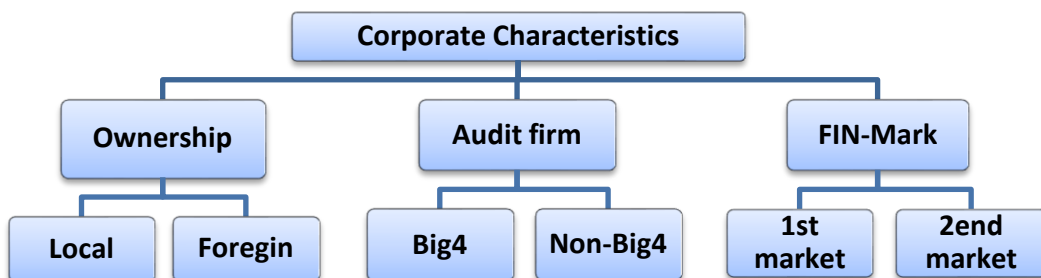 Corporate Characteristics
Ownership
Audit firm
FIN-Mark
Local
Foregin
Big4
Non-Big4
1st
market
2end
market